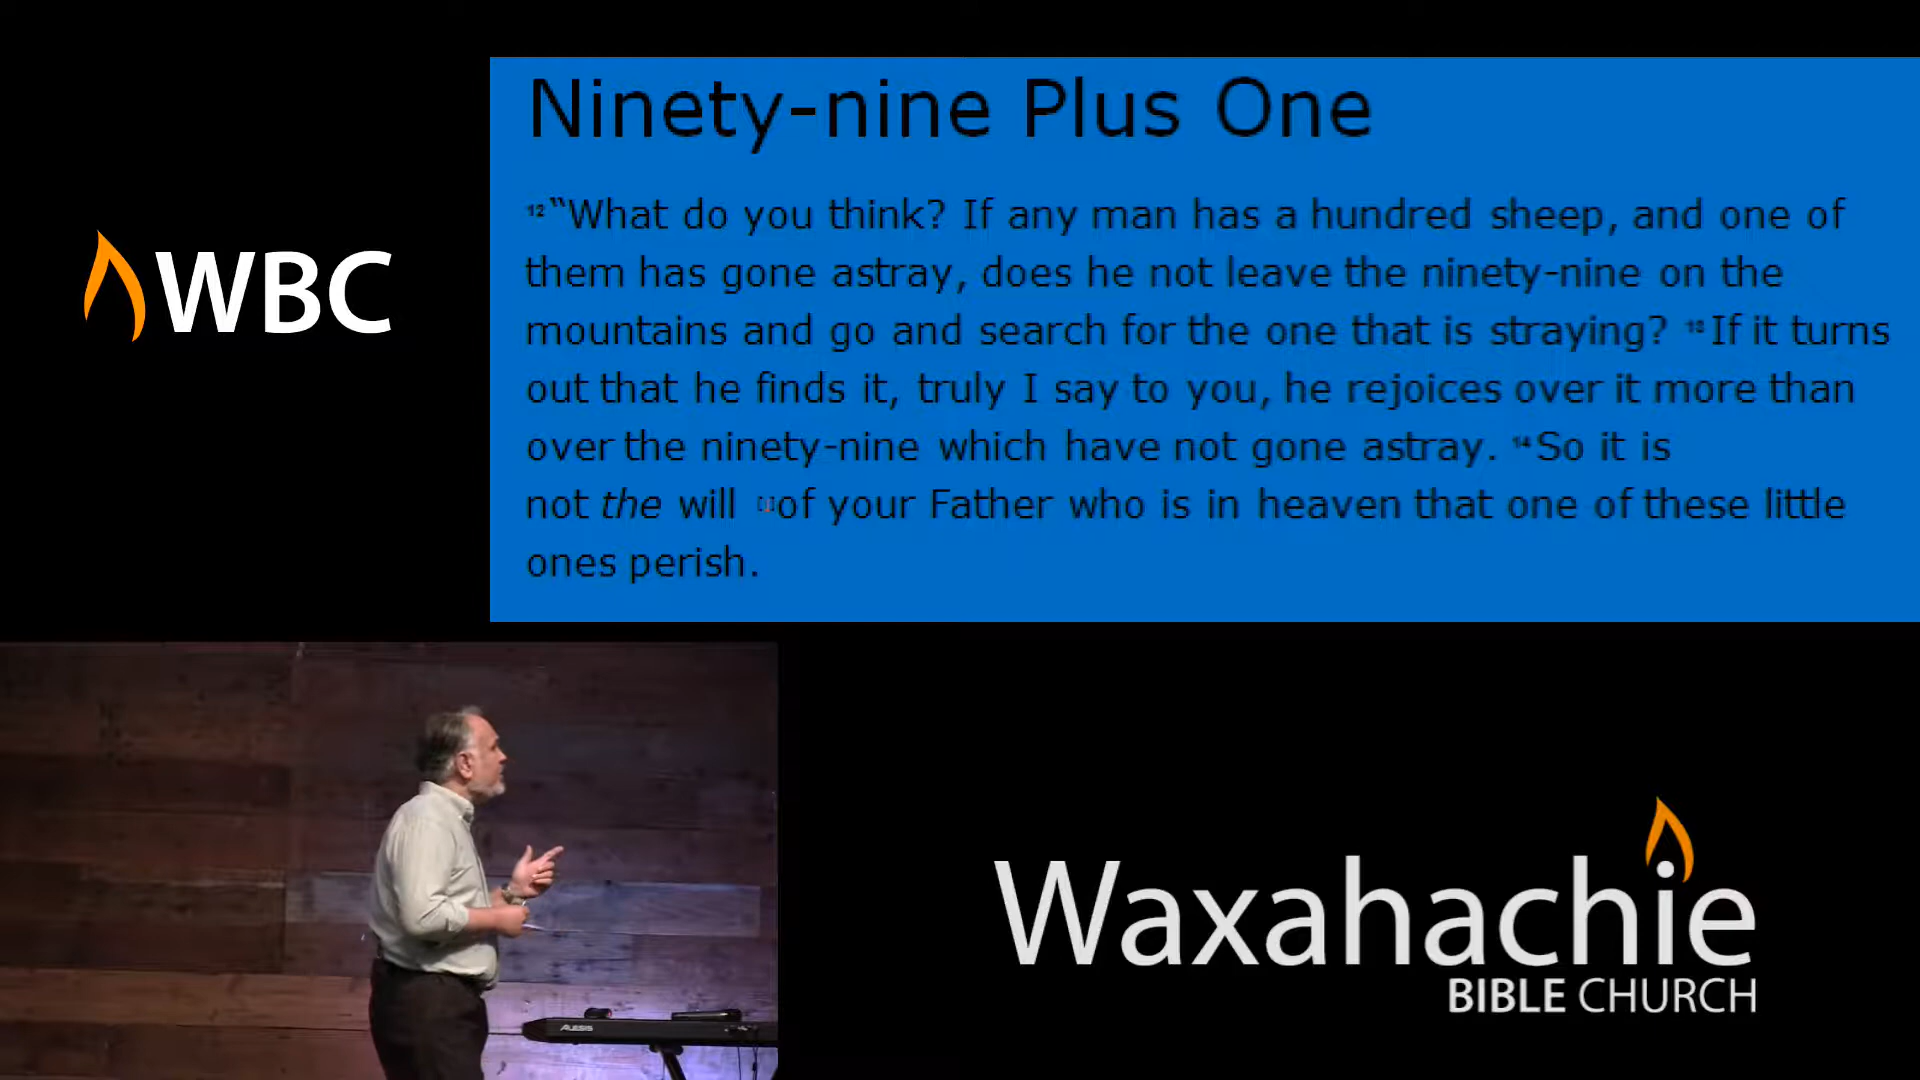 Ninety-nine Plus One
12“What do you think? If any man has a hundred sheep, and one of
them has gone astray, does he not leave the ninety-nine on the
mountains and go and search for the one that is straying? 13If it turns
out that he finds it, truly I say to you, he rejoices over it more than
over the ninety-nine which have not gone astray. 14So it is
not the will of your Father who is in heaven that one of these little
ones perish.
WBC
ALESIS
Waxahachie
BIBLE CHURCH